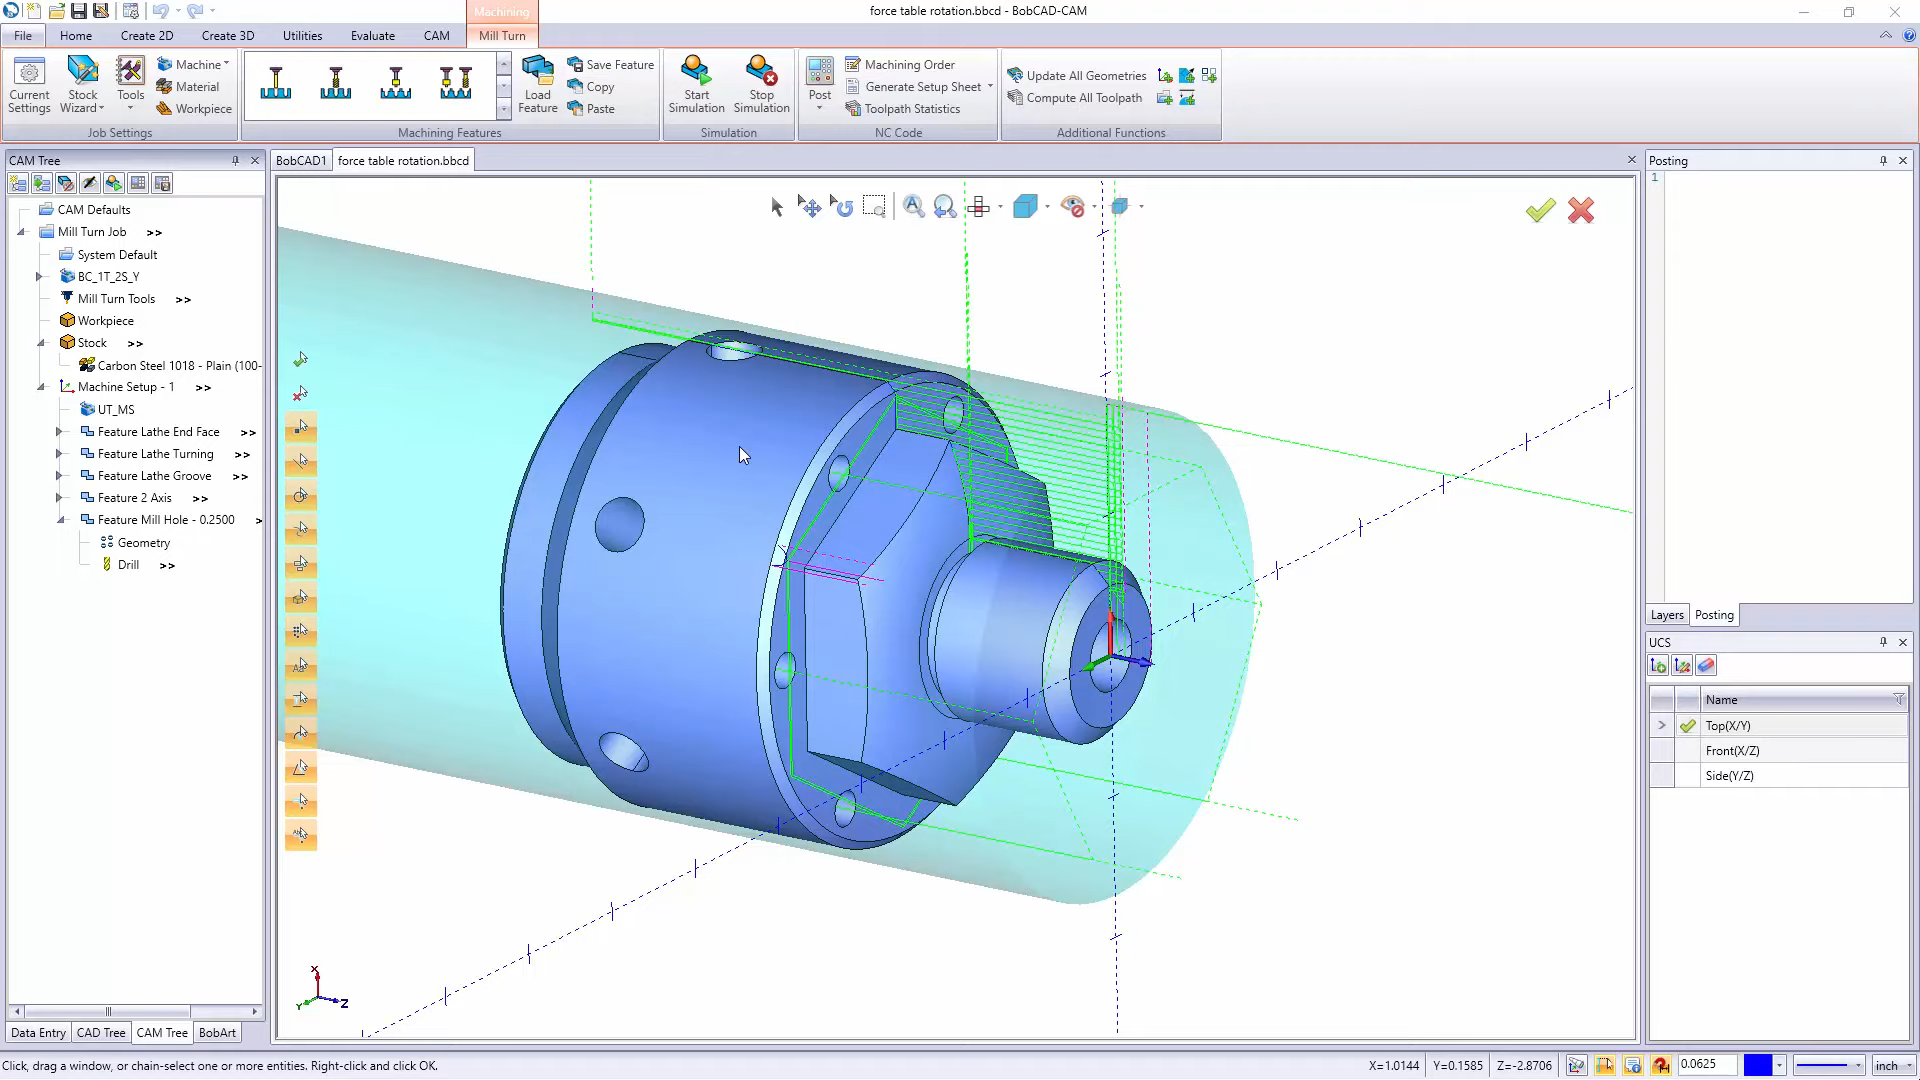 force table rotation.bbcd - BobCAD-CAM
Machining
File Home Create 2D Create 3D Utilities Evaluate CAM Mill Turn
Current Settings
Stock Wizard
Tools
Machine
Material
Workpiece
Job Settings
Load Feature
Save Feature
Copy
Paste
Machining Features
Start Simulation
Stop Simulation
Simulation
Post
Machining Order
Generate Setup Sheet
Toolpath Statistics
NC Code
Update All Geometries
Compute All Toolpath
Additional Functions
CAM Tree
BobCAD1 force table rotation.bbcd
CAM Defaults
Mill Turn Job >>
System Default
BC_1T_2S_Y
Mill Turn Tools >>
Workpiece
Stock >>
Carbon Steel 1018 - Plain (100-
Machine Setup - 1 >>
UT_MS
Feature Lathe End Face >>
Feature Lathe Turning >>
Feature Lathe Groove >>
Feature 2 Axis >>
Feature Mill Hole - 0.2500 >
Geometry
Drill >>
Data Entry CAD Tree CAM Tree BobArt
X
Y
Z
Posting
1
Layers Posting
UCS
Name
Top(X/Y)
Front(X/Z)
Side(Y/Z)
Click, drag a window, or chain-select one or more entities. Right-click and click OK.
X=1.0144 Y=0.1585 Z=-2.8706 0.0625 inch